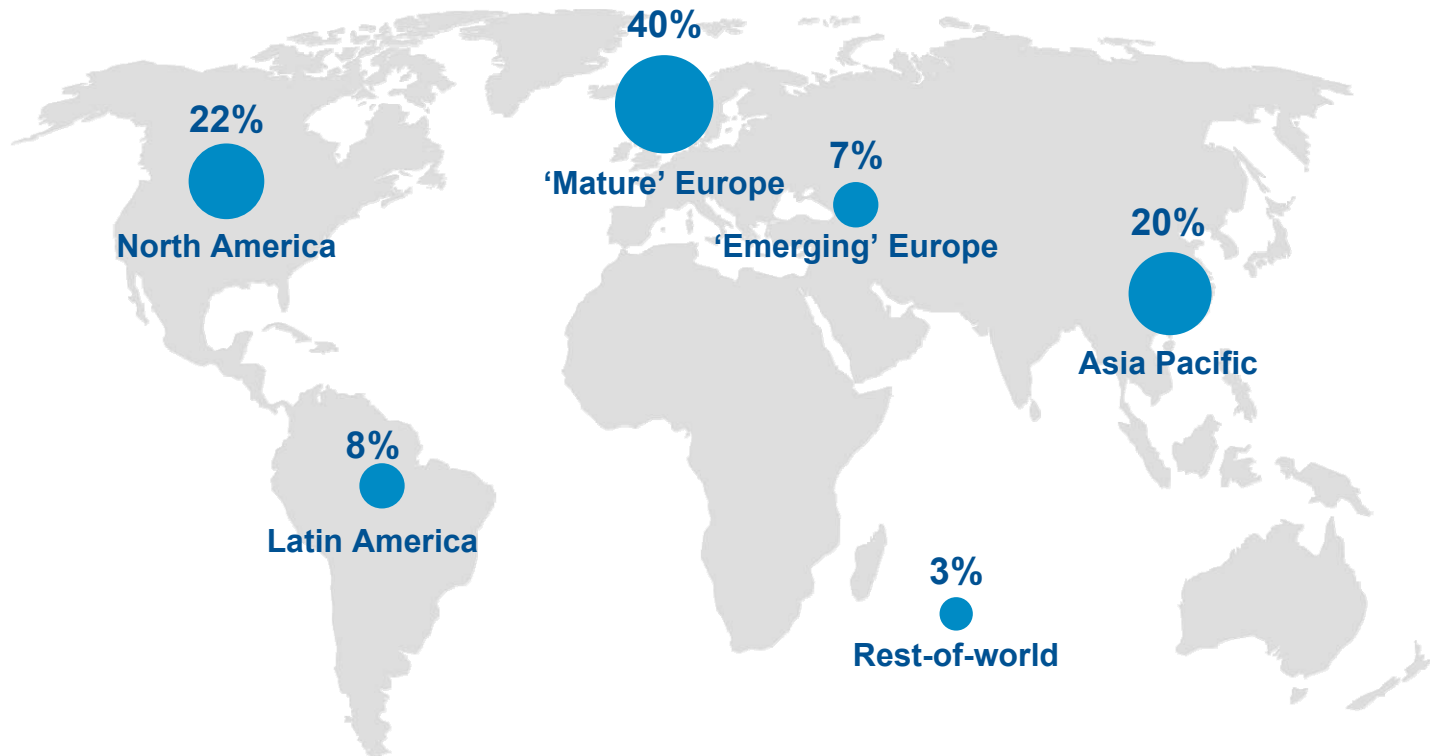 40%
‘Mature’ Europe
22%
North America
7%
‘Emerging’ Europe
20%
Asia Pacific
8%
Latin America
3%
Rest-of-world